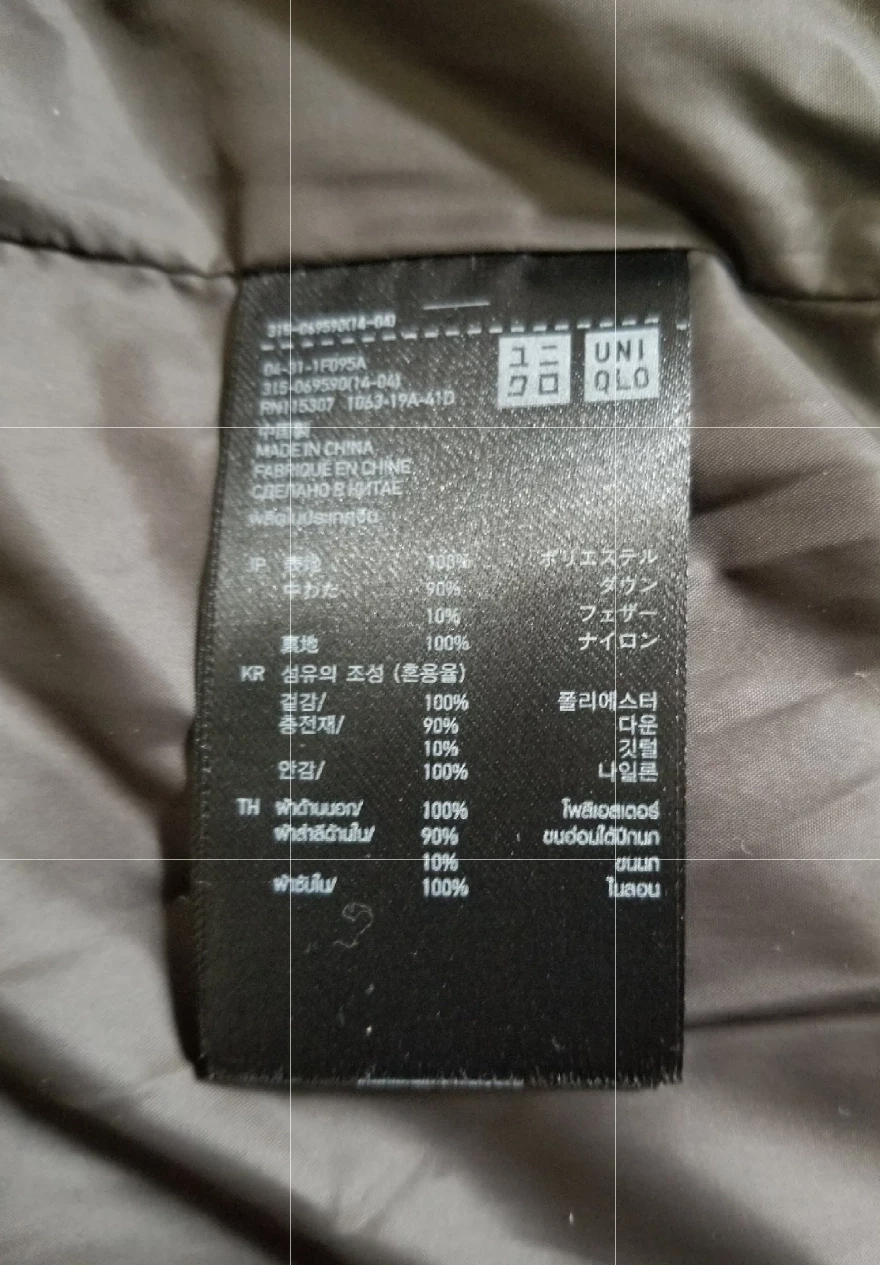 315-069590(14-04)
ユニクロ
UNIQLO
04-31-1F095A
315-069590(14-04)
RN115307 1063-19A-41D
中国製
MADE IN CHINA
FABRIQUÉ EN CHINE
СДЕЛАНО В КИТАЕ
ผลิตในประเทศจีน
JP 表地 100% ポリエステル
中わた 90% ダウン
10% フェザー
裏地 100% ナイロン
KR 섬유의 조성 (혼용율)
겉감/ 100% 폴리에스터
충전재/ 90% 다운
10% 깃털
안감/ 100% 나일론
TH ผ้าด้านนอก/ 100% โพลีเอสเตอร์
ผ้าสำลีด้านใน/ 90% ขนอ่อนใต้ปีกนก
10% ขนนก
ผ้าซับใน/ 100% ไนลอน